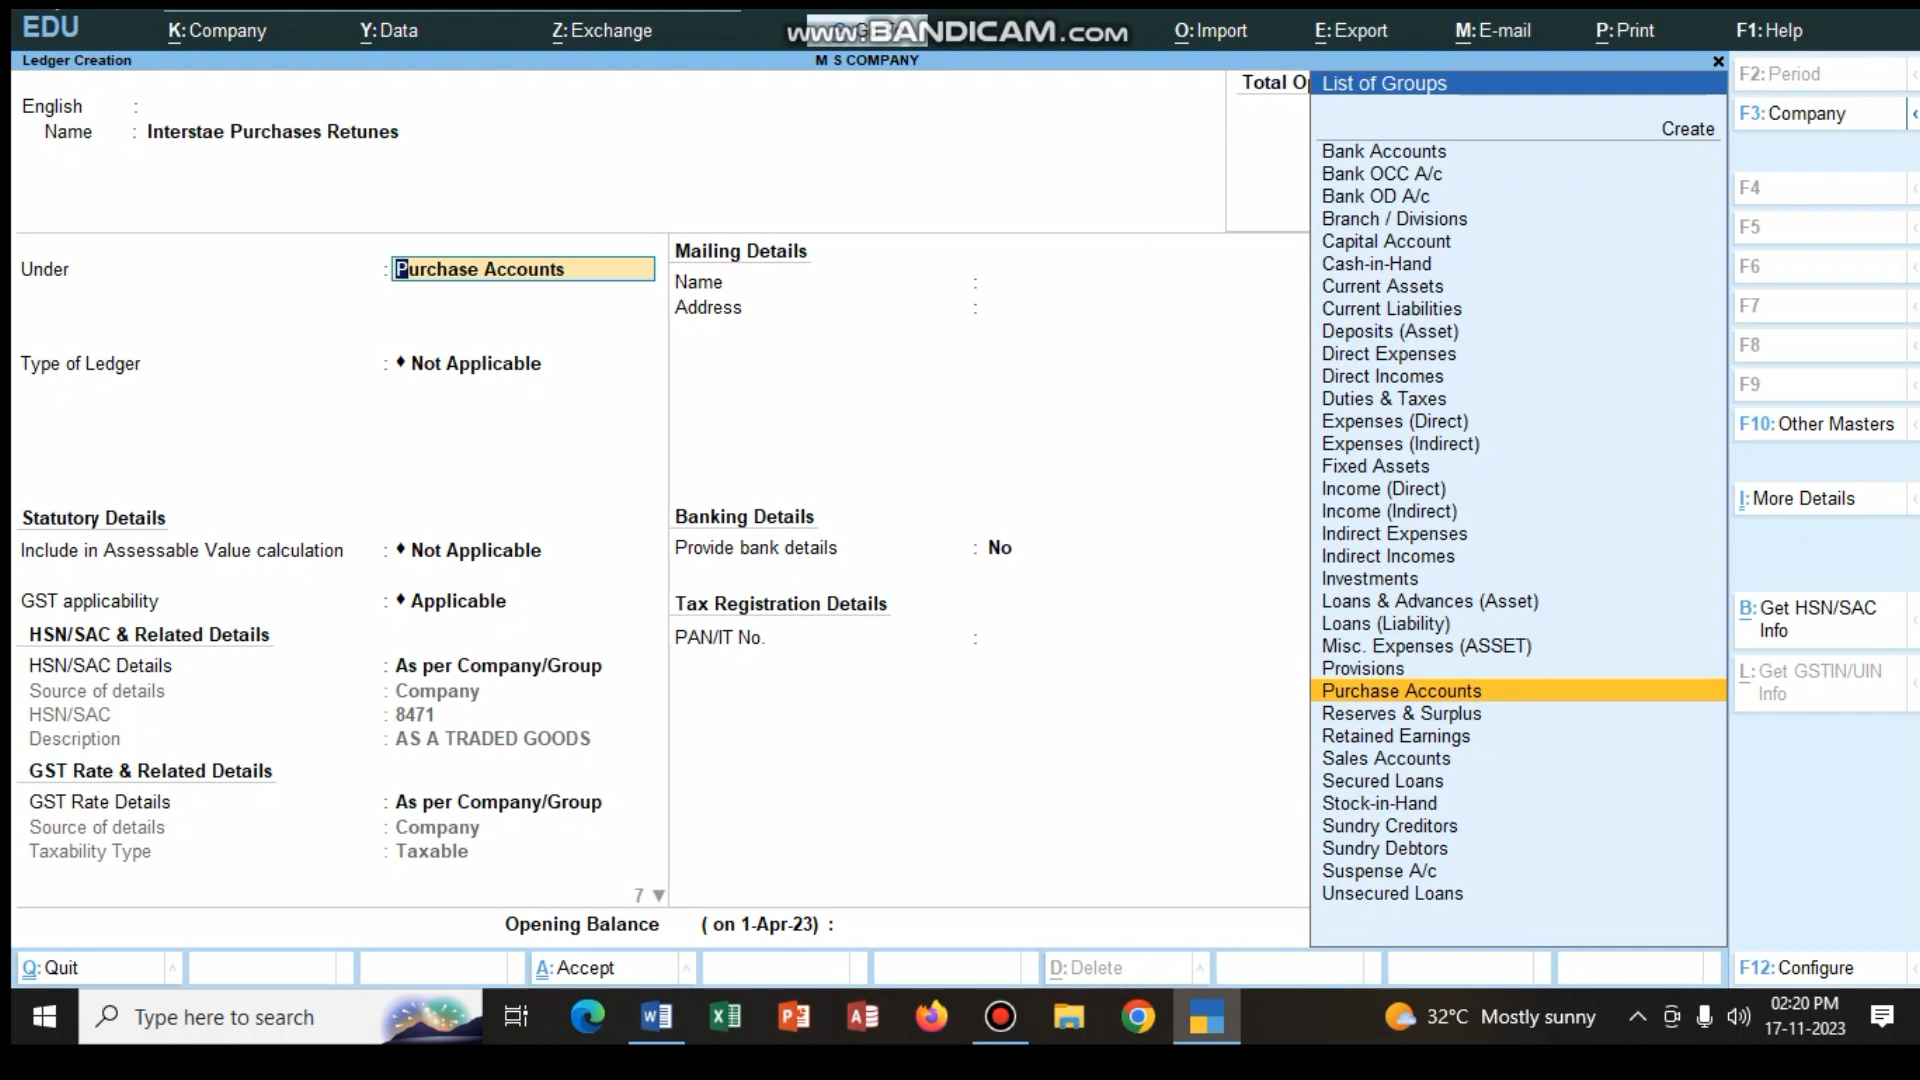 EDU
K: Company
Y: Data
Z: Exchange
www.BANDICAM.com
O: Import
E: Export
M: E-mail
P: Print
F1: Help
Ledger Creation
M S COMPANY
English :
Name : Interstae Purchases Retunes
Under : Purchase Accounts
Type of Ledger : ♦ Not Applicable
Statutory Details
Include in Assessable Value calculation : ♦ Not Applicable
GST applicability : ♦ Applicable
HSN/SAC & Related Details
HSN/SAC Details : As per Company/Group
Source of details : Company
HSN/SAC : 8471
Description : AS A TRADED GOODS
GST Rate & Related Details
GST Rate Details : As per Company/Group
Source of details : Company
Taxability Type : Taxable
7 ▼
Mailing Details
Name :
Address :
Banking Details
Provide bank details : No
Tax Registration Details
PAN/IT No. :
Opening Balance ( on 1-Apr-23) :
Total O
List of Groups
Create
Bank Accounts
Bank OCC A/c
Bank OD A/c
Branch / Divisions
Capital Account
Cash-in-Hand
Current Assets
Current Liabilities
Deposits (Asset)
Direct Expenses
Direct Incomes
Duties & Taxes
Expenses (Direct)
Expenses (Indirect)
Fixed Assets
Income (Direct)
Income (Indirect)
Indirect Expenses
Indirect Incomes
Investments
Loans & Advances (Asset)
Loans (Liability)
Misc. Expenses (ASSET)
Provisions
Purchase Accounts
Reserves & Surplus
Retained Earnings
Sales Accounts
Secured Loans
Stock-in-Hand
Sundry Creditors
Sundry Debtors
Suspense A/c
Unsecured Loans
F2: Period
F3: Company
F4
F5
F6
F7
F8
F9
F10: Other Masters
I: More Details
B: Get HSN/SAC
Info
L: Get GSTIN/UIN
Info
F12: Configure
Q: Quit
A: Accept
D: Delete
Type here to search
32°C Mostly sunny
02:20 PM
17-11-2023